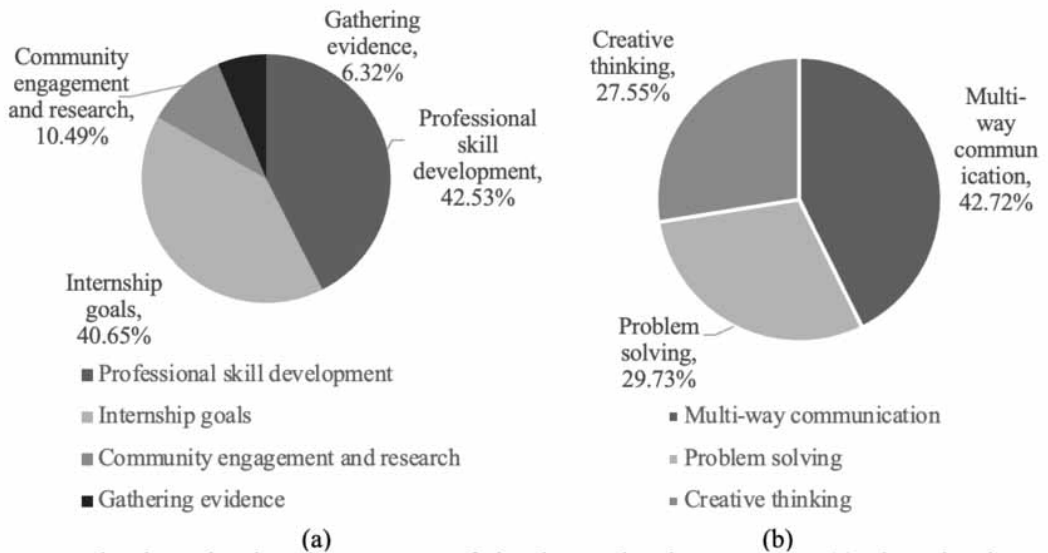 Gathering
evidence,
6.32%
Community
engagement
and research,
10.49%
Professional
skill
development,
42.53%
Internship
goals,
40.65%
Professional skill development
Internship goals
Community engagement and research
Gathering evidence
(a)
Creative
thinking,
27.55%
Multi-
way
commun
ication,
42.72%
Problem
solving,
29.73%
Multi-way communication
Problem solving
Creative thinking
(b)